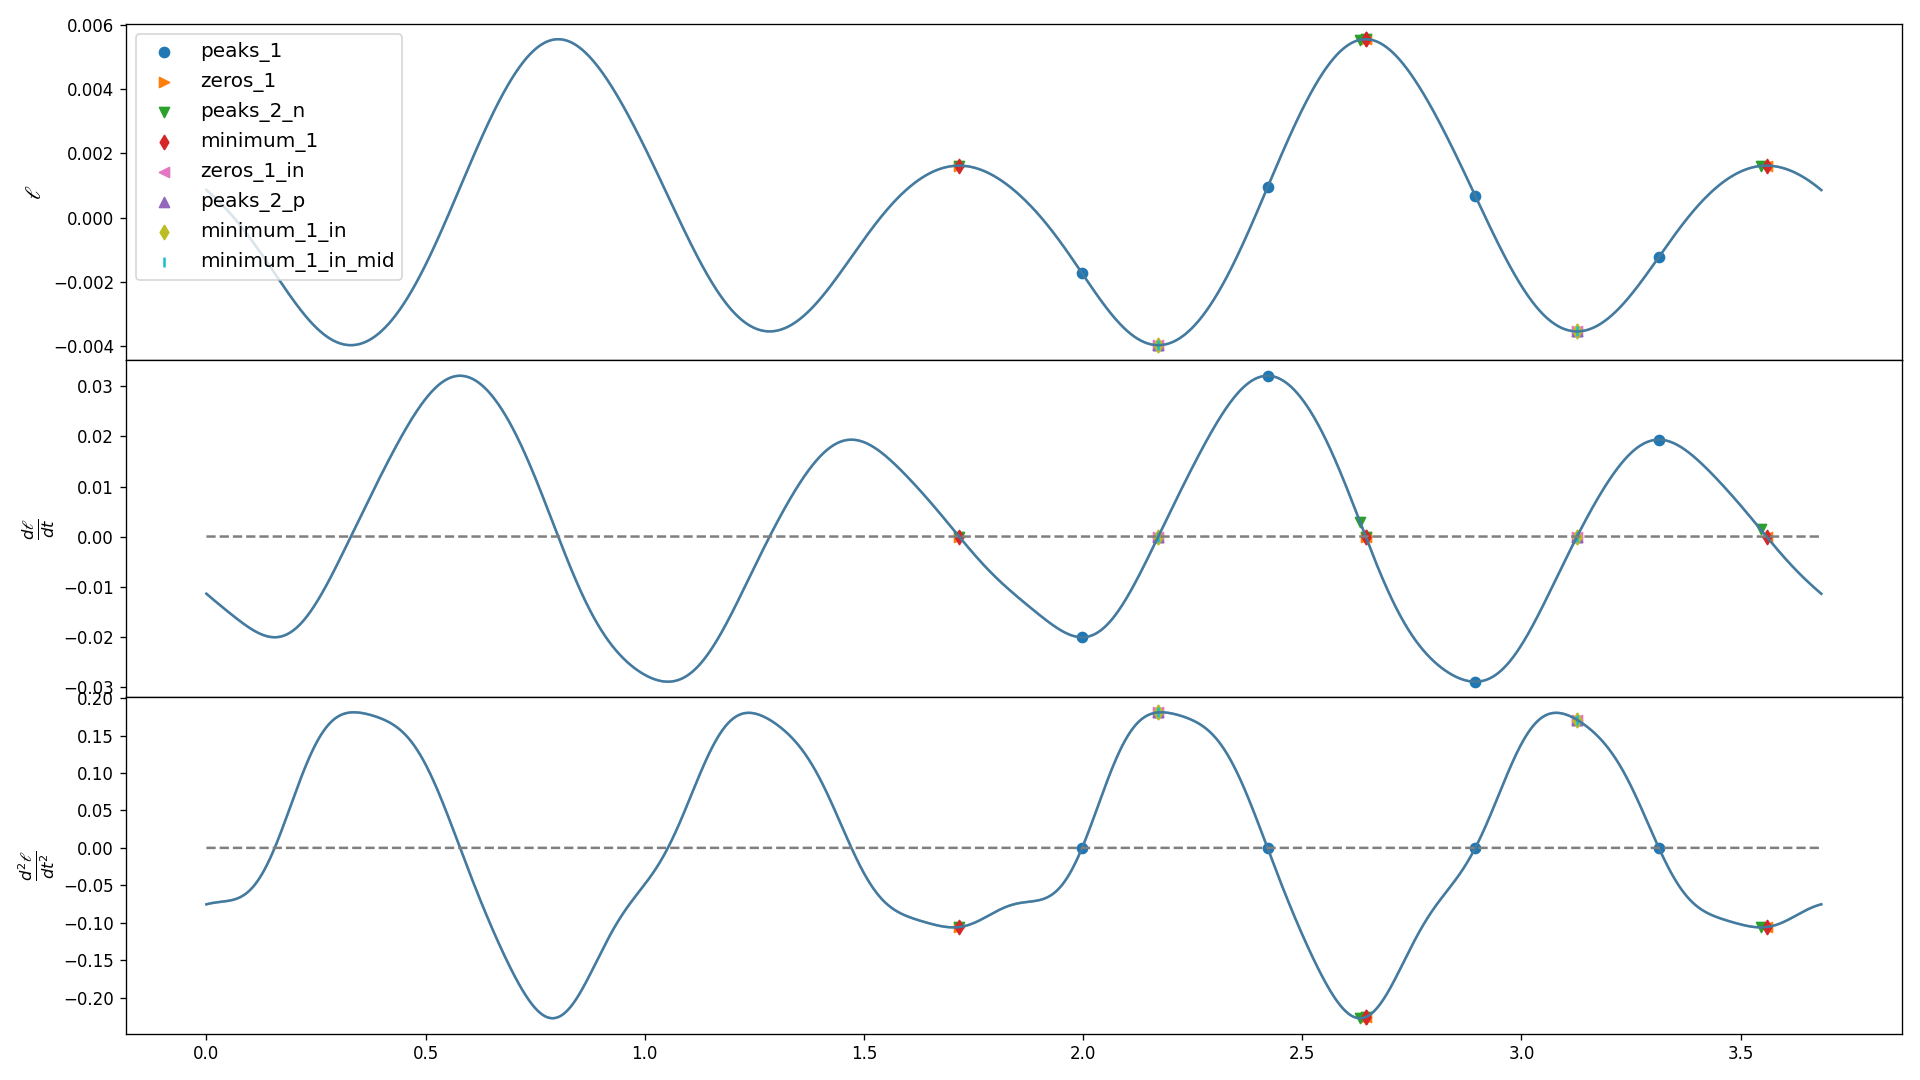 0.006
0.004
0.002
0.000
−0.002
−0.004
ℓ
peaks_1
zeros_1
peaks_2_n
minimum_1
zeros_1_in
peaks_2_p
minimum_1_in
minimum_1_in_mid
0.03
0.02
0.01
0.00
−0.01
−0.02
−0.03
dℓ
dt
0.20
0.15
0.10
0.05
0.00
−0.05
−0.10
−0.15
−0.20
d²ℓ
dt²
0.0 0.5 1.0 1.5 2.0 2.5 3.0 3.5